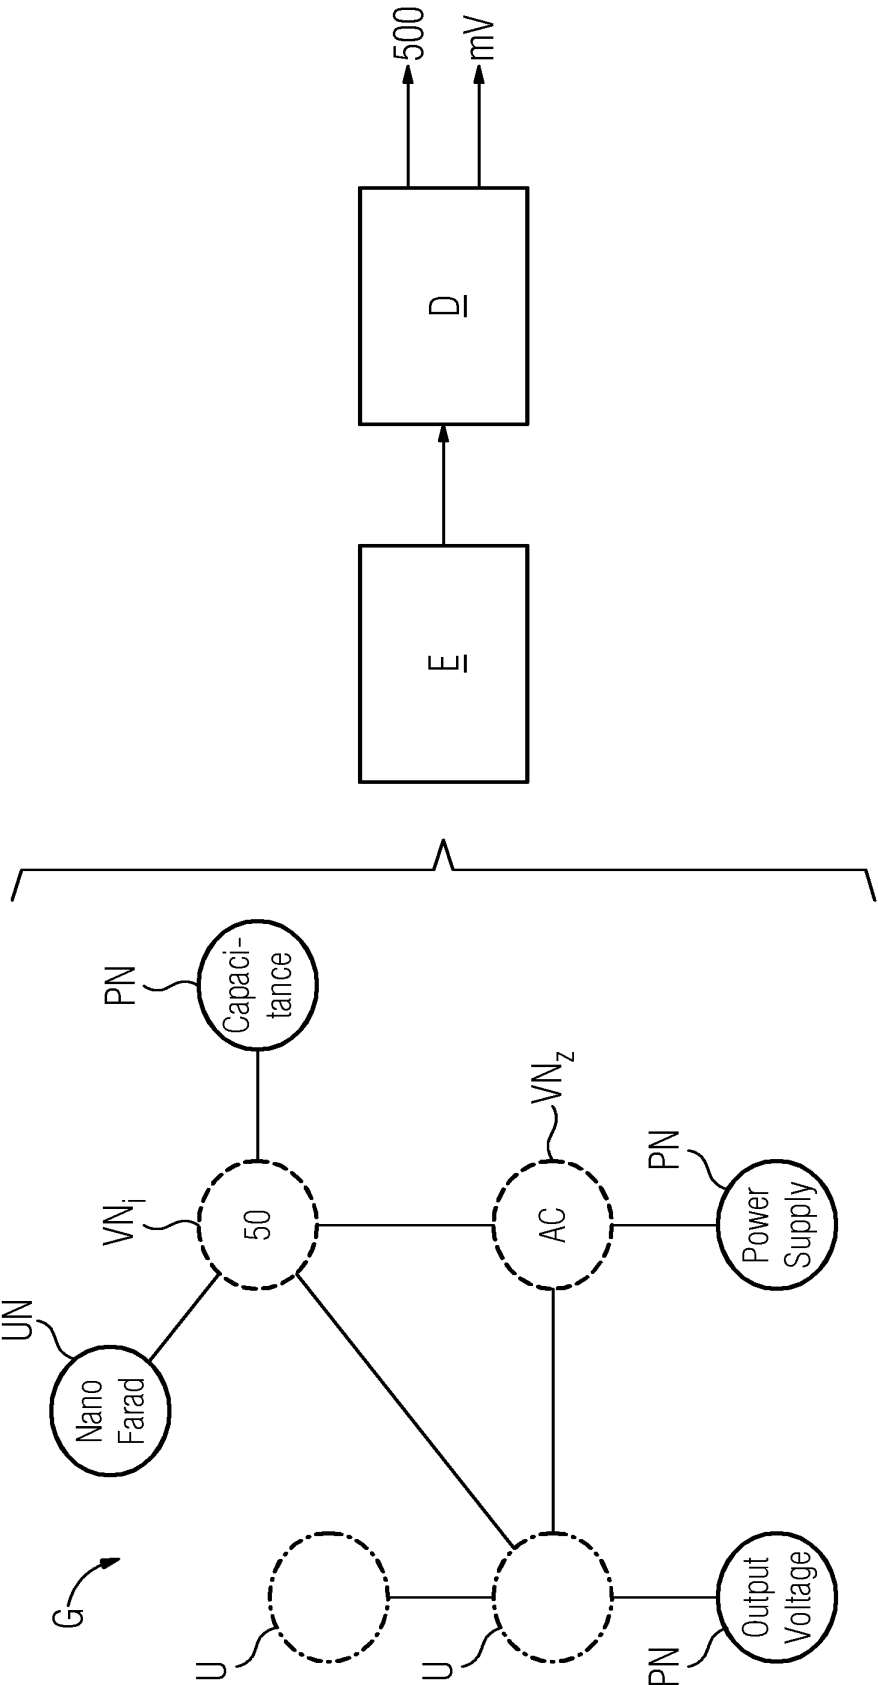 G
U
U
PN
Output
Voltage
UN
Nano
Farad
VNi
50
PN
Capaci-
tance
VNz
AC
PN
Power
Supply
E
D
500
mV